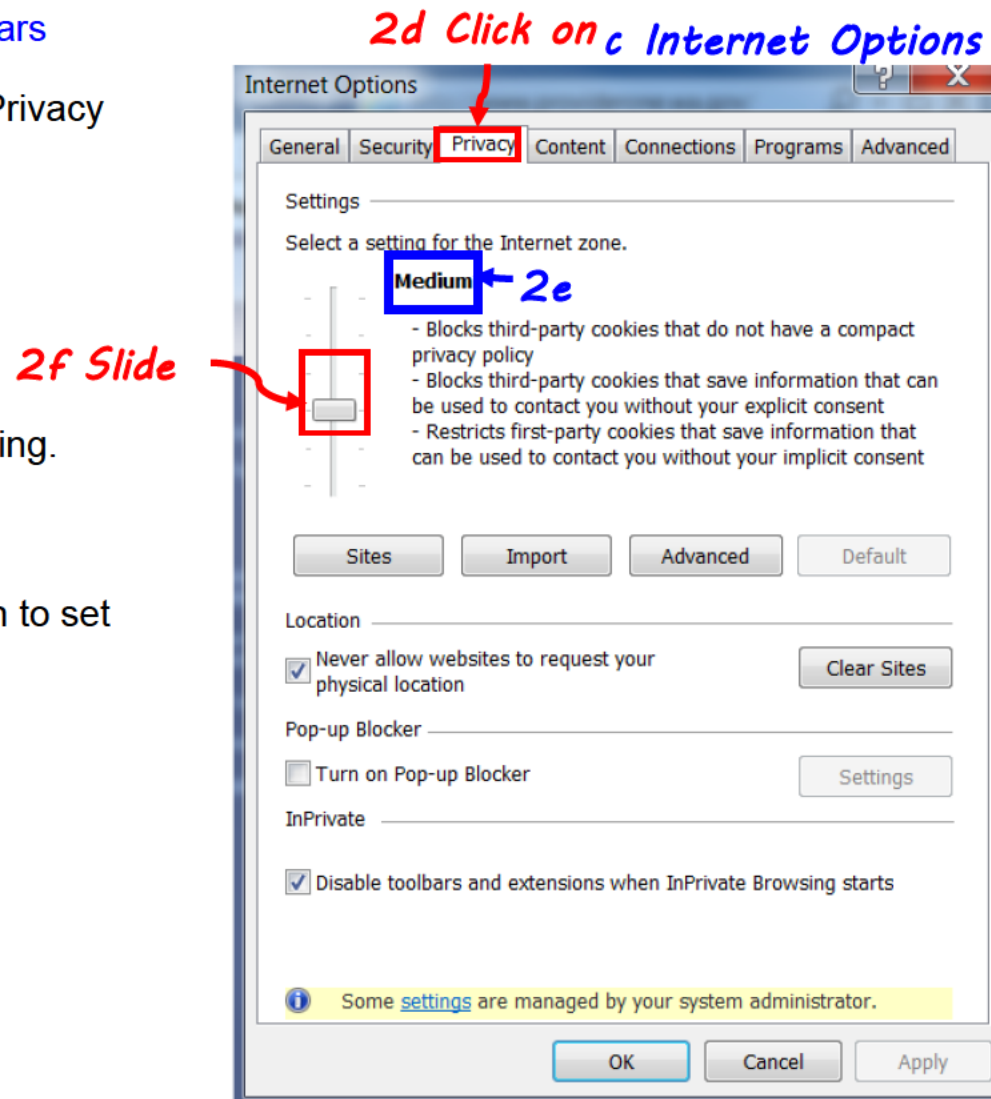 ars
2d Click on c Internet Options
Privacy
Internet Options
General Security Privacy Content Connections Programs Advanced
Settings
Select a setting for the Internet zone.
Medium 2e
- Blocks third-party cookies that do not have a compact
privacy policy
- Blocks third-party cookies that save information that can
be used to contact you without your explicit consent
- Restricts first-party cookies that save information that
can be used to contact you without your implicit consent
2f Slide
ing.
Sites Import Advanced Default
n to set
Location
Never allow websites to request your
physical location
Clear Sites
Pop-up Blocker
Turn on Pop-up Blocker
Settings
InPrivate
Disable toolbars and extensions when InPrivate Browsing starts
Some settings are managed by your system administrator.
OK Cancel Apply